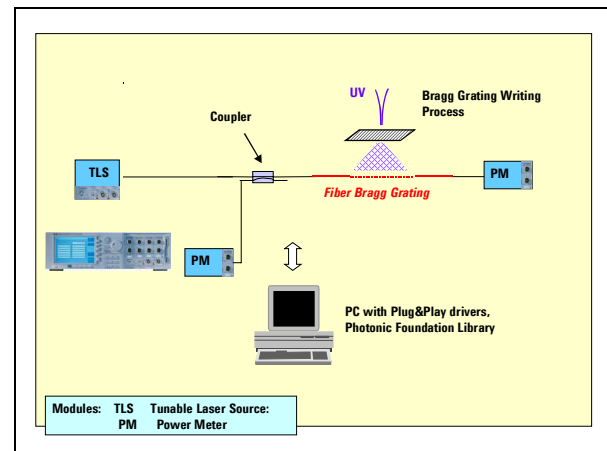 UV
Bragg Grating Writing
Process
Coupler
TLS
PM
Fiber Bragg Grating
PM
PC with Plug&Play drivers,
Photonic Foundation Library
Modules: TLS Tunable Laser Source:
PM Power Meter